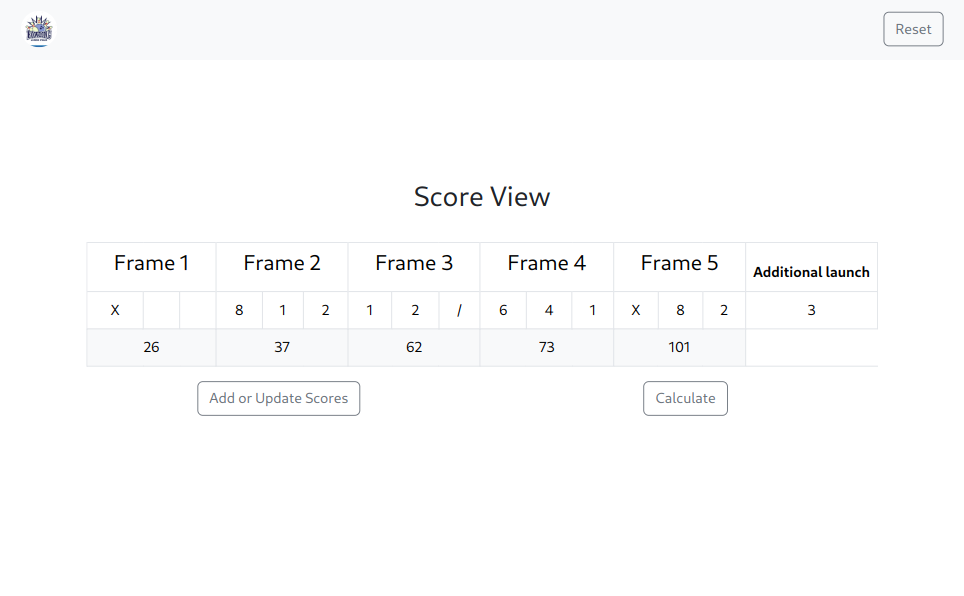 Reset
Score View
Frame 1 Frame 2 Frame 3 Frame 4 Frame 5 Additional launch
X 8 1 2 1 2 / 6 4 1 X 8 2 3
26 37 62 73 101
Add or Update Scores Calculate